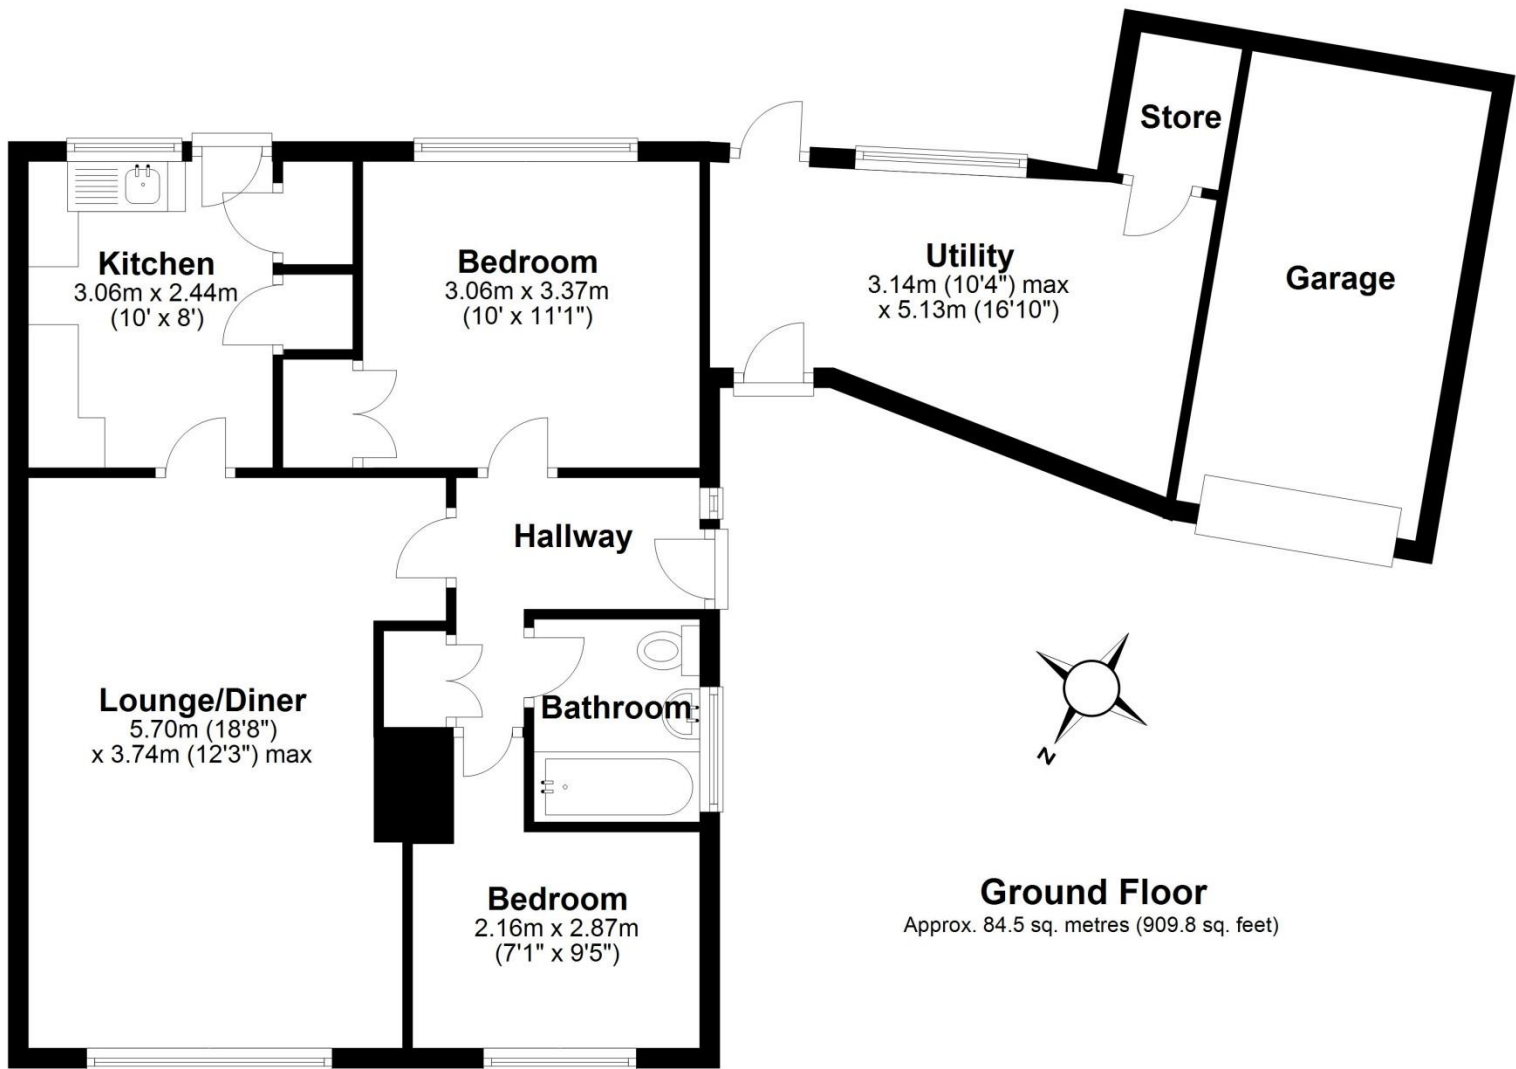 Store
Kitchen
3.06m x 2.44m
(10' x 8')
Bedroom
3.06m x 3.37m
(10' x 11'1")
Utility
3.14m (10'4") max
x 5.13m (16'10")
Garage
Hallway
Lounge/Diner
5.70m (18'8")
x 3.74m (12'3") max
Bathroom
N
Bedroom
2.16m x 2.87m
(7'1" x 9'5")
Ground Floor
Approx. 84.5 sq. metres (909.8 sq. feet)